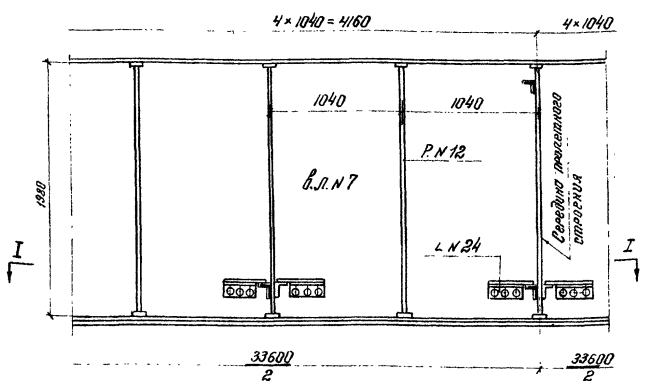 4×1040=4160
4×1040
1040
1040
1980
Р.N12
в.л.N7
Середина пролетного
строения
I
I
L N24
33600
2
33600
2